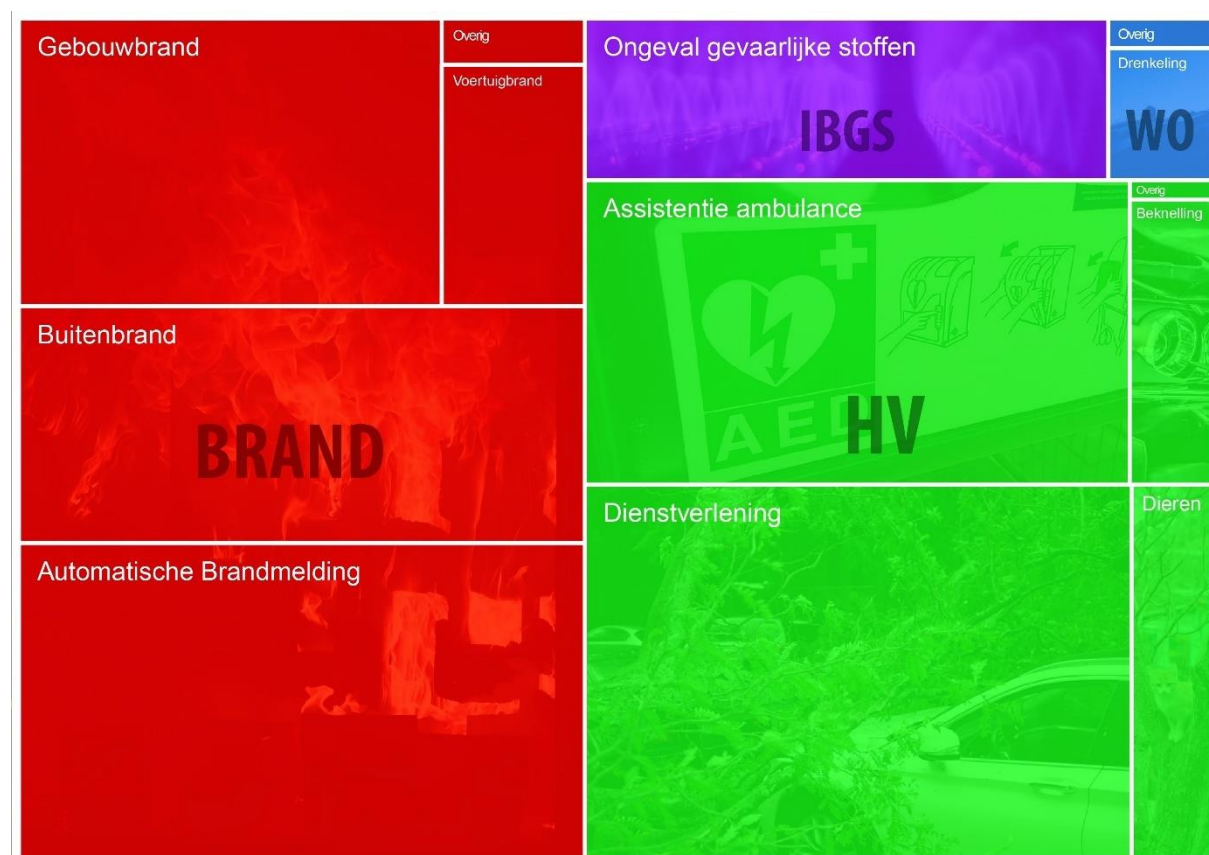 Gebouwbrand
Overig
Voertuigbrand
Buitenbrand
BRAND
Automatische Brandmelding
Ongeval gevaarlijke stoffen
IBGS
Overig
Drenkeling
WO
Assistentie ambulance
AED
HV
Overig
Beknelling
Dienstverlening
Dieren